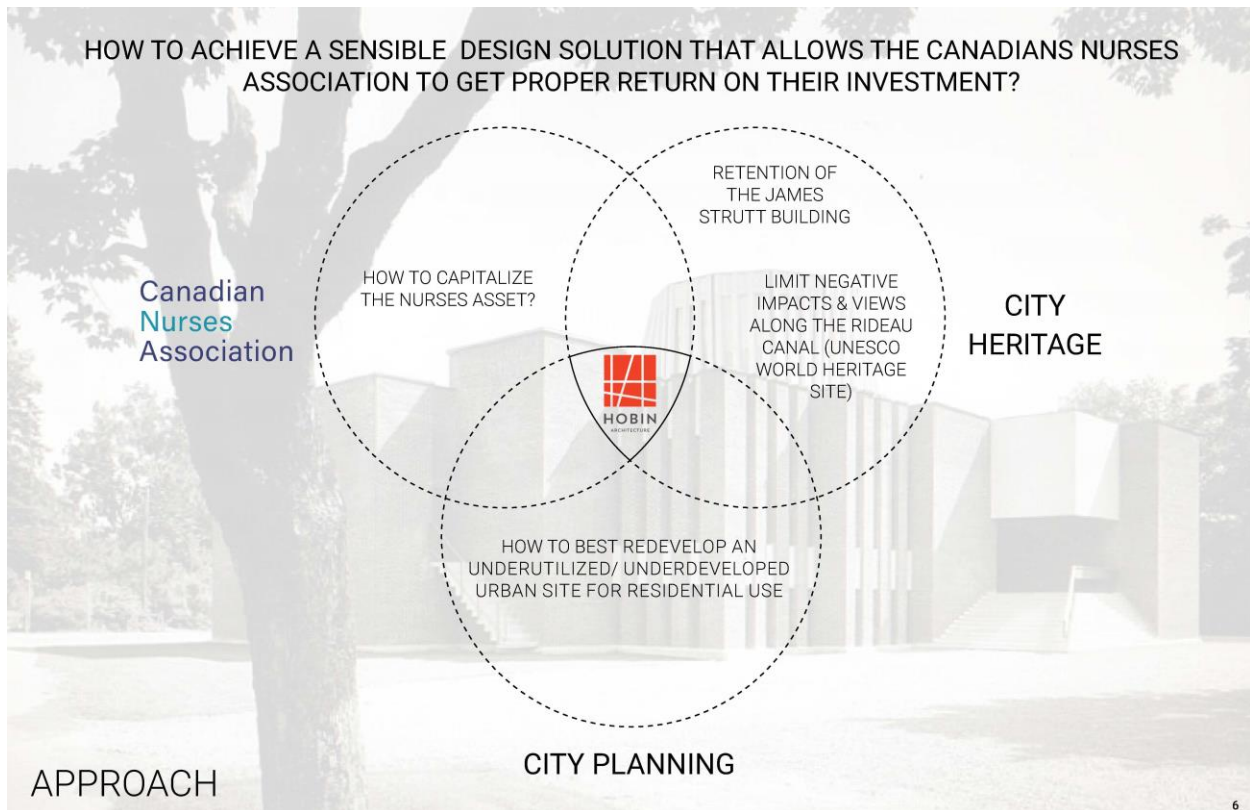 HOW TO ACHIEVE A SENSIBLE DESIGN SOLUTION THAT ALLOWS THE CANADIANS NURSES
ASSOCIATION TO GET PROPER RETURN ON THEIR INVESTMENT?
RETENTION OF
THE JAMES
STRUTT BUILDING
HOW TO CAPITALIZE
THE NURSES ASSET?
LIMIT NEGATIVE
IMPACTS & VIEWS
ALONG THE RIDEAU
CANAL (UNESCO
WORLD HERITAGE
SITE)
Canadian
Nurses
Association
CITY
HERITAGE
HOBIN
ARCHITECTURE
HOW TO BEST REDEVELOP AN
UNDERUTILIZED/ UNDERDEVELOPED
URBAN SITE FOR RESIDENTIAL USE
CITY PLANNING
APPROACH
6